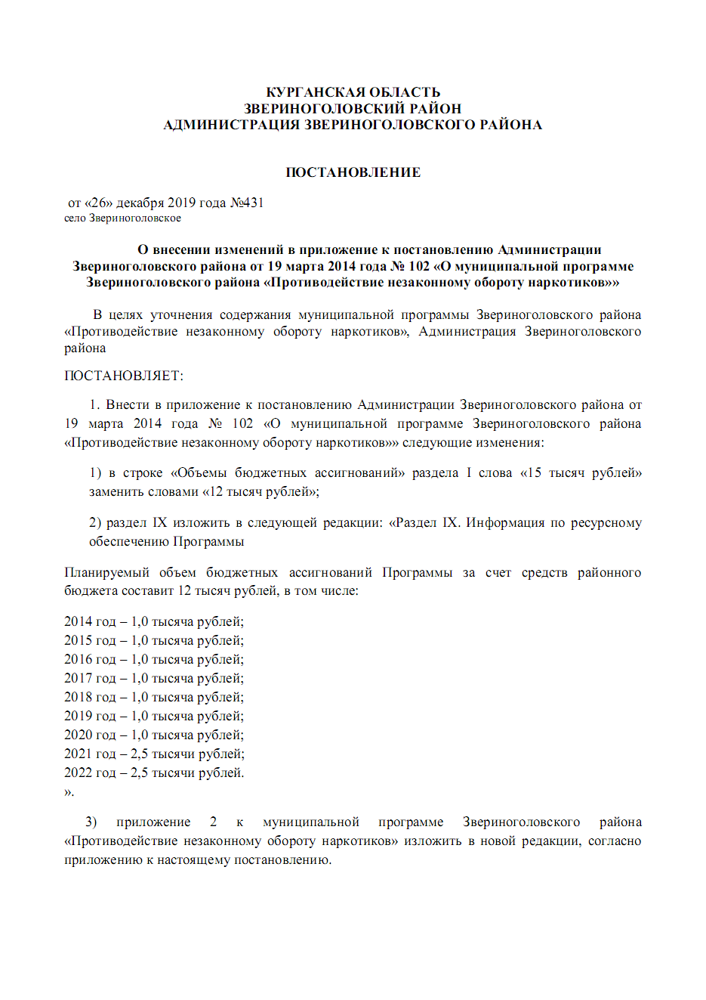 КУРГАНСКАЯ ОБЛАСТЬ
ЗВЕРИНОГОЛОВСКИЙ РАЙОН
АДМИНИСТРАЦИЯ ЗВЕРИНОГОЛОВСКОГО РАЙОНА
ПОСТАНОВЛЕНИЕ
от «26» декабря 2019 года №431
село Звериноголовское
О внесении изменений в приложение к постановлению Администрации
Звериноголовского района от 19 марта 2014 года № 102 «О муниципальной программе
Звериноголовского района «Противодействие незаконному обороту наркотиков»»
В целях уточнения содержания муниципальной программы Звериноголовского района
«Противодействие незаконному обороту наркотиков», Администрация Звериноголовского
района
ПОСТАНОВЛЯЕТ:
1. Внести в приложение к постановлению Администрации Звериноголовского района от
19 марта 2014 года № 102 «О муниципальной программе Звериноголовского района
«Противодействие незаконному обороту наркотиков»» следующие изменения:
1) в строке «Объемы бюджетных ассигнований» раздела I слова «15 тысяч рублей»
заменить словами «12 тысяч рублей»;
2) раздел IX изложить в следующей редакции: «Раздел IX. Информация по ресурсному
обеспечению Программы
Планируемый объем бюджетных ассигнований Программы за счет средств районного
бюджета составит 12 тысяч рублей, в том числе:
2014 год – 1,0 тысяча рублей;
2015 год – 1,0 тысяча рублей;
2016 год – 1,0 тысяча рублей;
2017 год – 1,0 тысяча рублей;
2018 год – 1,0 тысяча рублей;
2019 год – 1,0 тысяча рублей;
2020 год – 1,0 тысяча рублей;
2021 год – 2,5 тысячи рублей;
2022 год – 2,5 тысячи рублей.
».
3) приложение 2 к муниципальной программе Звериноголовского района
«Противодействие незаконному обороту наркотиков» изложить в новой редакции, согласно
приложению к настоящему постановлению.